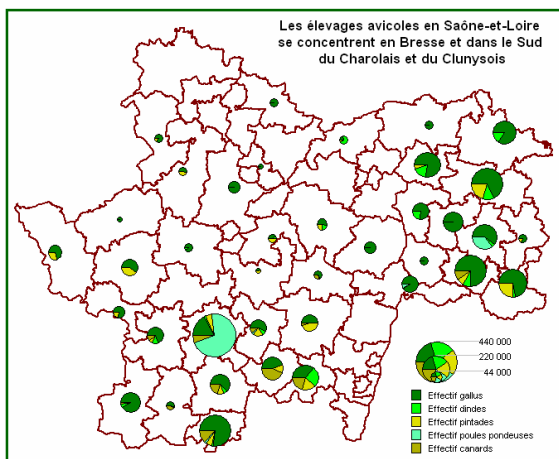 Les élevages avicoles en Saône-et-Loire
se concentrent en Bresse et dans le Sud
du Charolais et du Clunysois
440 000
220 000
44 000
Effectif gallus
Effectif dindes
Effectif pintades
Effectif poules pondeuses
Effectif canards